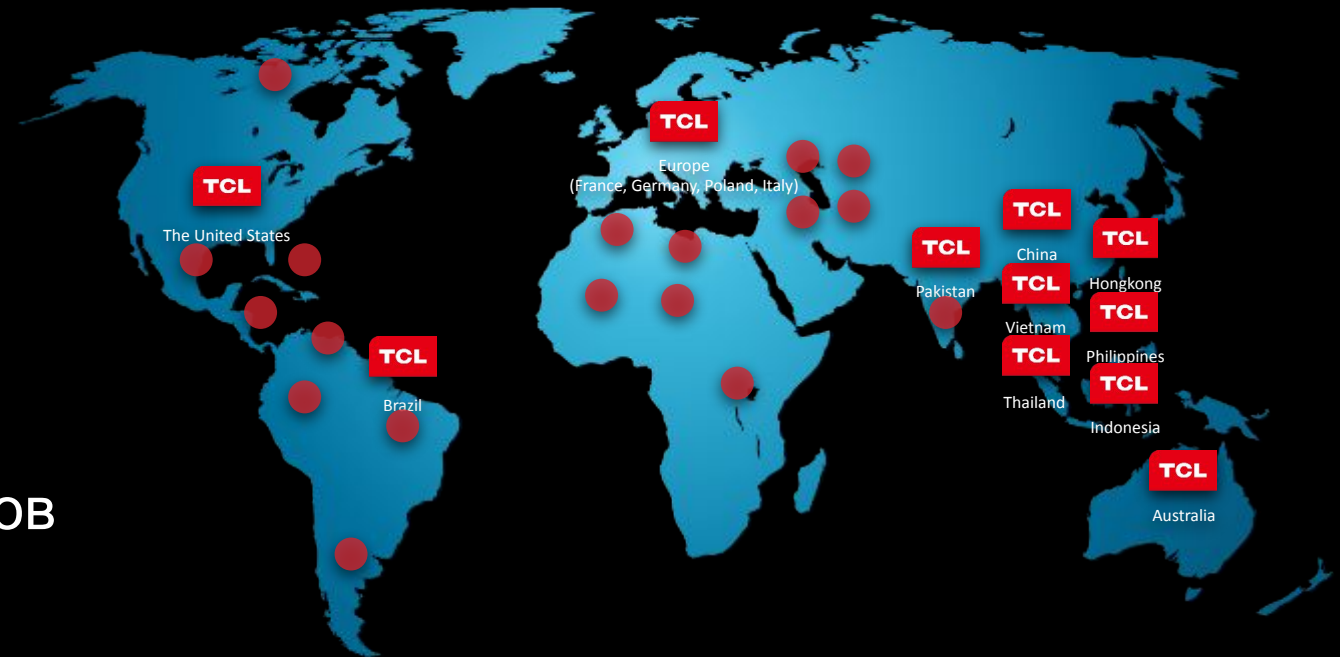 TCL
Europe
(France, Germany, Poland, Italy)
TCL
The United States
TCL
China
TCL
Hongkong
TCL
Pakistan
TCL
Vietnam
TCL
Philippines
TCL
Thailand
TCL
Indonesia
TCL
Brazil
TCL
Australia
ОВ